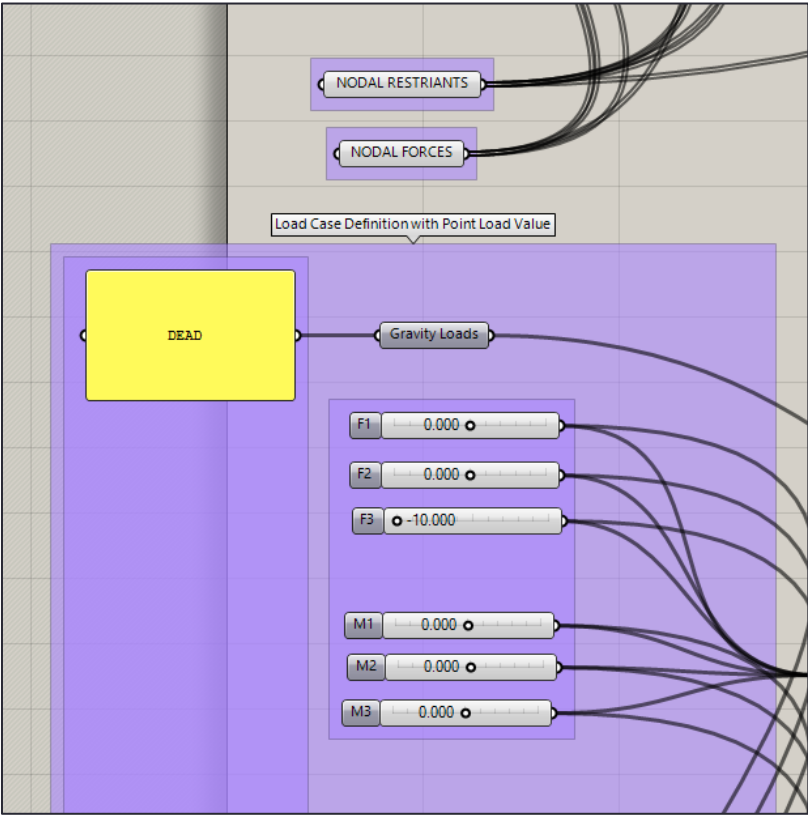 NODAL RESTRIANTS
NODAL FORCES
Load Case Definition with Point Load Value
DEAD
Gravity Loads
F1 0.000
F2 0.000
F3 -10.000
M1 0.000
M2 0.000
M3 0.000